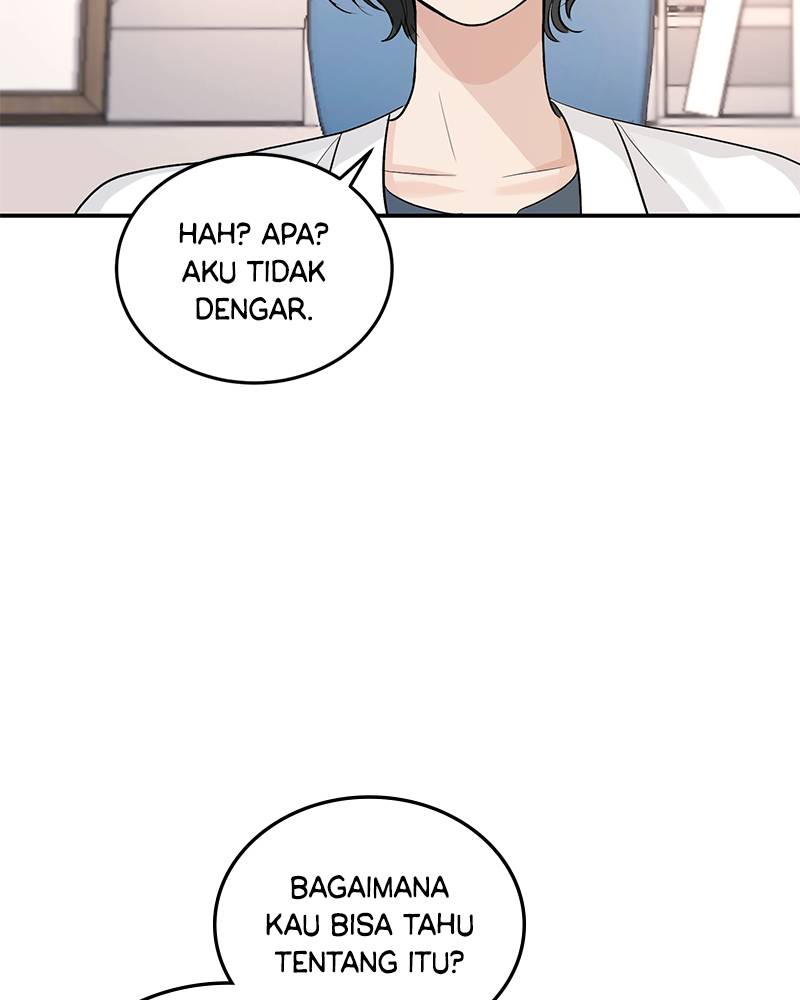 HAH? APA?
AKU TIDAK
DENGAR.
BAGAIMANA
KAU BISA TAHU
TENTANG ITU?